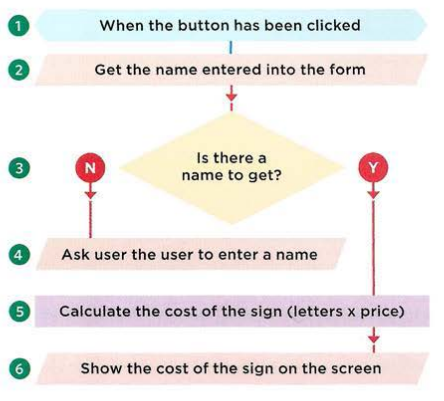 1 When the button has been clicked
2 Get the name entered into the form
3 Is there a
name to get?
N
Y
4 Ask user the user to enter a name
5 Calculate the cost of the sign (letters x price)
6 Show the cost of the sign on the screen